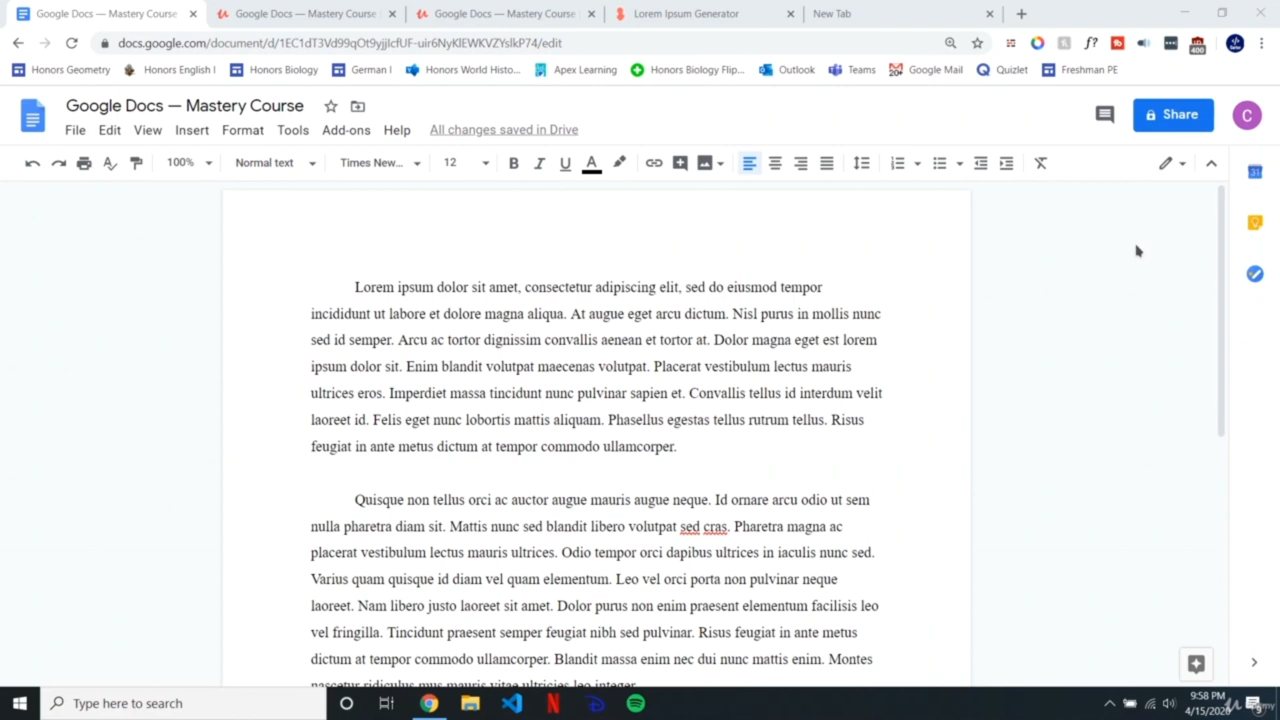 Google Docs — Mastery Course
Google Docs — Mastery Course
Google Docs — Mastery Course
Lorem Ipsum Generator
New Tab
docs.google.com/document/d/1EC1dT3Vd99qOt9yjjIcfUF-uir6NyKlEWKVZYslkP74/edit
400
Honors Geometry
Honors English I
Honors Biology
German I
Honors World Histo...
Apex Learning
Honors Biology Flip...
Outlook
Teams
Google Mail
Quizlet
Freshman PE
Google Docs — Mastery Course
Share
C
File Edit View Insert Format Tools Add-ons Help All changes saved in Drive
100% Normal text Times New... 12 B I U A
31
Lorem ipsum dolor sit amet, consectetur adipiscing elit, sed do eiusmod tempor
incididunt ut labore et dolore magna aliqua. At augue eget arcu dictum. Nisl purus in mollis nunc
sed id semper. Arcu ac tortor dignissim convallis aenean et tortor at. Dolor magna eget est lorem
ipsum dolor sit. Enim blandit volutpat maecenas volutpat. Placerat vestibulum lectus mauris
ultrices eros. Imperdiet massa tincidunt nunc pulvinar sapien et. Convallis tellus id interdum velit
laoreet id. Felis eget nunc lobortis mattis aliquam. Phasellus egestas tellus rutrum tellus. Risus
feugiat in ante metus dictum at tempor commodo ullamcorper.
Quisque non tellus orci ac auctor augue mauris augue neque. Id ornare arcu odio ut sem
nulla pharetra diam sit. Mattis nunc sed blandit libero volutpat sed cras. Pharetra magna ac
placerat vestibulum lectus mauris ultrices. Odio tempor orci dapibus ultrices in iaculis nunc sed.
Varius quam quisque id diam vel quam elementum. Leo vel orci porta non pulvinar neque
laoreet. Nam libero justo laoreet sit amet. Dolor purus non enim praesent elementum facilisis leo
vel fringilla. Tincidunt praesent semper feugiat nibh sed pulvinar. Risus feugiat in ante metus
dictum at tempor commodo ullamcorper. Blandit massa enim nec dui nunc mattis enim. Montes
nascetur ridiculus mus mauris vitae ultricies leo integer.
Type here to search
9:58 PM
4/15/2020